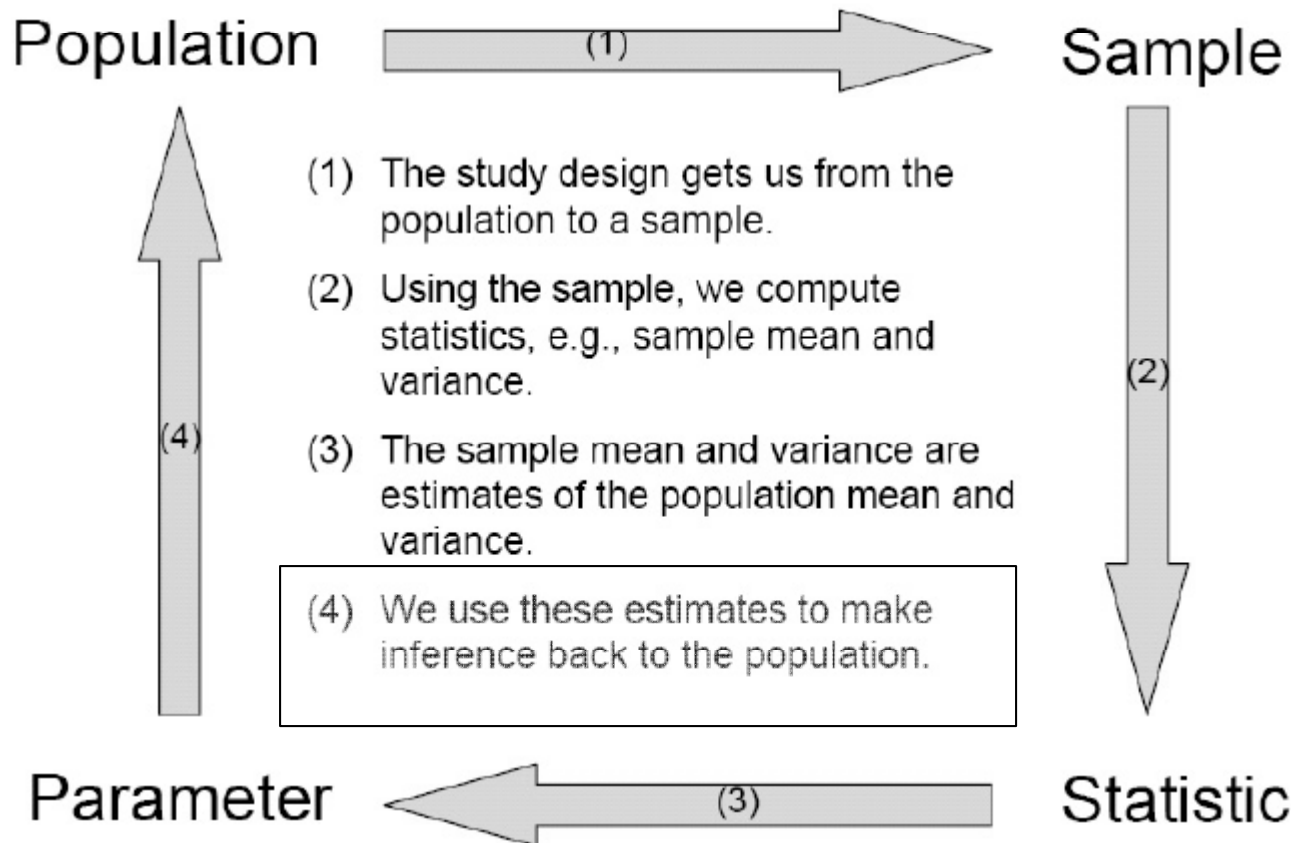 Population
(1)
Sample
(1) The study design gets us from the
population to a sample.
(2) Using the sample, we compute
statistics, e.g., sample mean and
variance.
(2)
(4)
(3) The sample mean and variance are
estimates of the population mean and
variance.
(4) We use these estimates to make
inference back to the population.
Parameter
(3)
Statistic